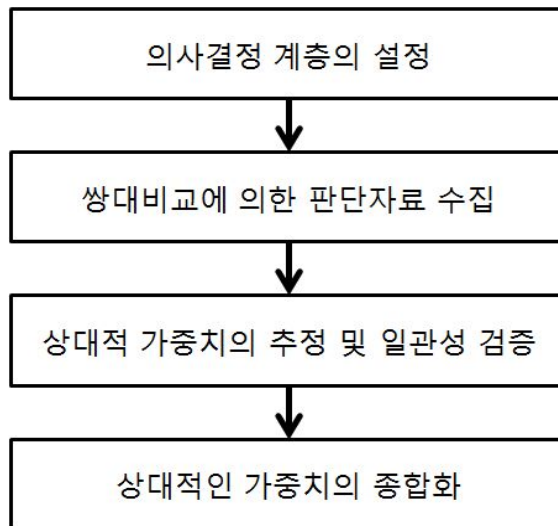 의사결정 계층의 설정
쌍대비교에 의한 판단자료 수집
상대적 가중치의 추정 및 일관성 검증
상대적인 가중치의 종합화